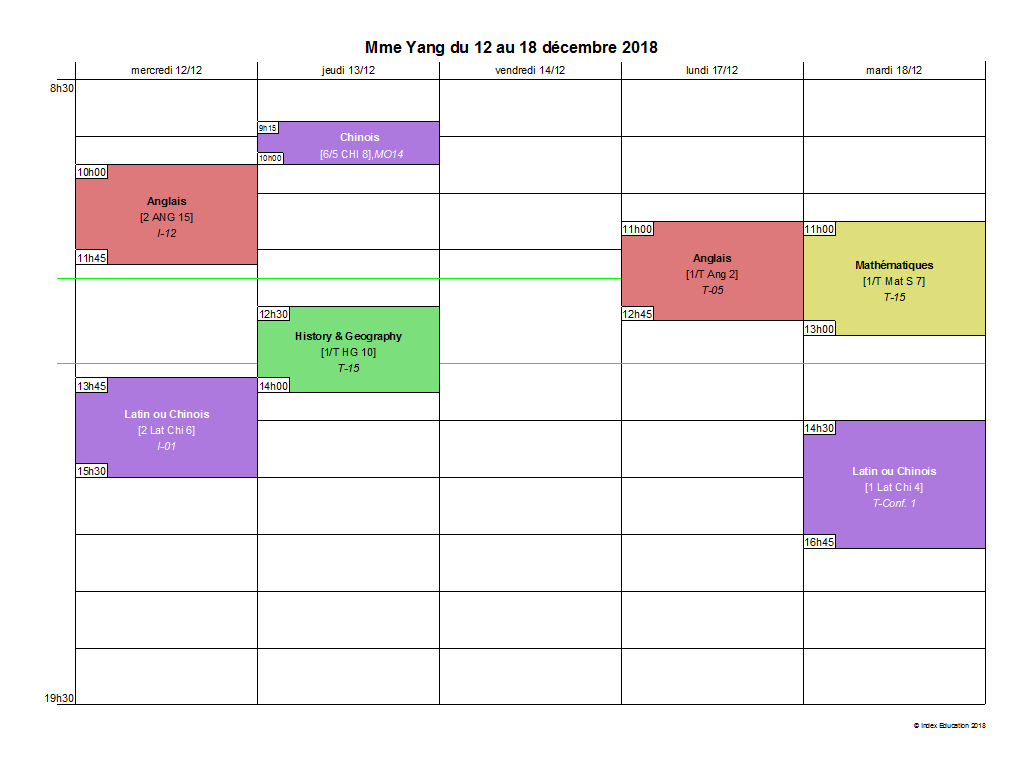 Mme Yang du 12 au 18 décembre 2018
mercredi 12/12
jeudi 13/12
vendredi 14/12
lundi 17/12
mardi 18/12
8h30
10h00
Anglais
[2 ANG 15]
I-12
11h45
13h45
Latin ou Chinois
[2 Lat Chi 6]
I-01
15h30
9h15
Chinois
[6/5 CHI 8],MO14
10h00
12h30
History & Geography
[1/T HG 10]
T-15
14h00
11h00
Anglais
[1/T Ang 2]
T-05
12h45
11h00
Mathématiques
[1/T Mat S 7]
T-15
13h00
14h30
Latin ou Chinois
[1 Lat Chi 4]
T-Conf. 1
16h45
19h30
© Index Education 2018